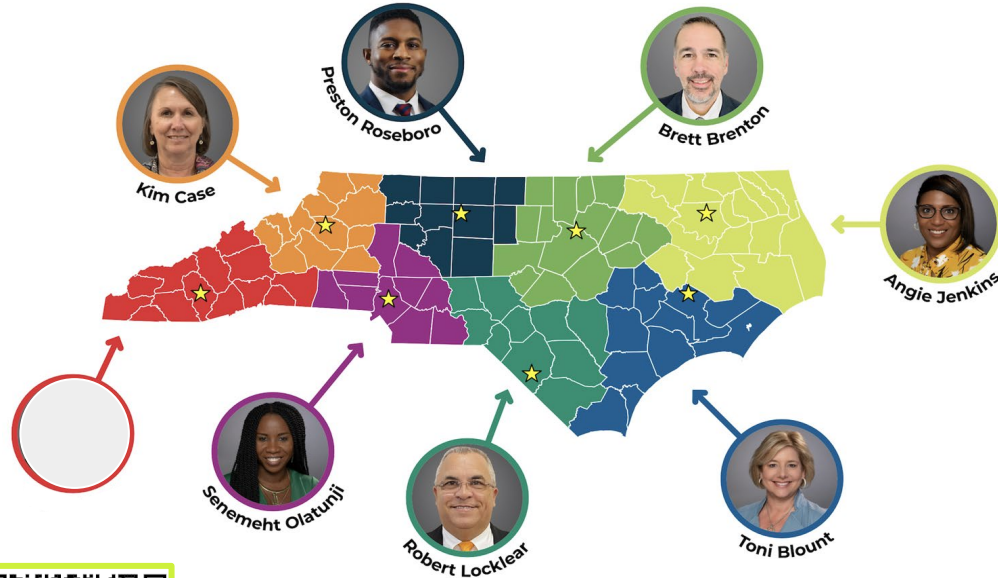 Preston Roseboro
Brett Brenton
Kim Case
Angie Jenkins
Senemeht Olatunji
Robert Locklear
Toni Blount